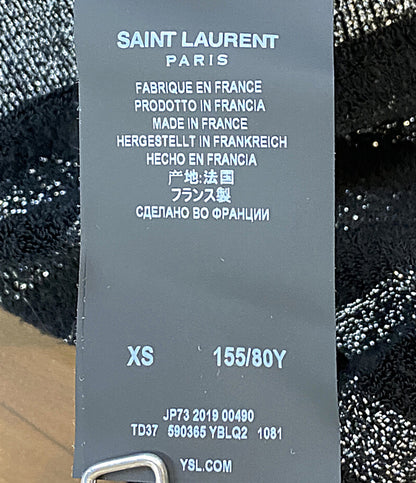 SAINT LAURENT
PARIS
FABRIQUE EN FRANCE
PRODOTTO IN FRANCIA
MADE IN FRANCE
HERGESTELLT IN FRANKREICH
HECHO EN FRANCIA
产地:法国
フランス製
СДЕЛАНО ВО ФРАНЦИИ
XS 155/80Y
JP73 2019 00490
TD37 590365 YBLQ2 1081
YSL.COM